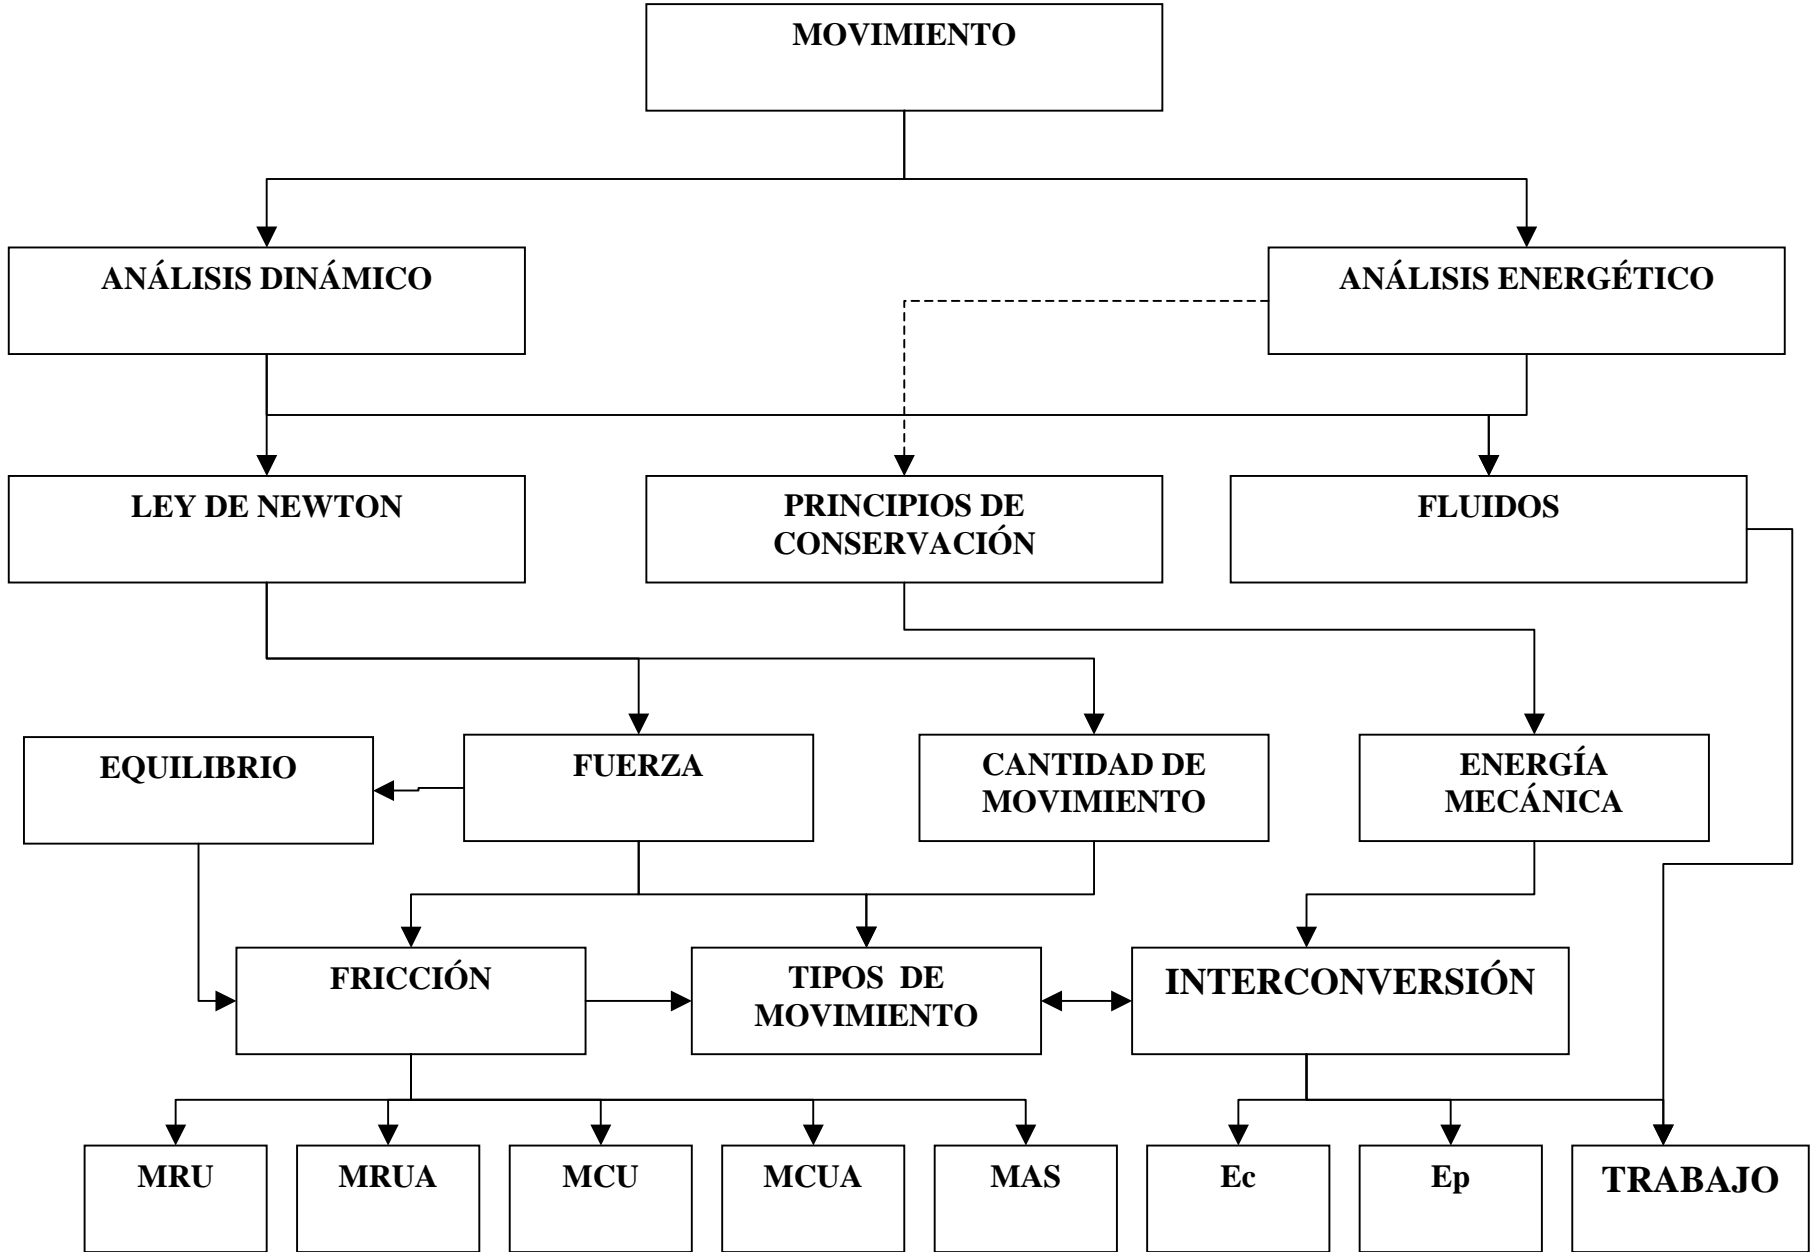 MOVIMIENTO
ANÁLISIS DINÁMICO
ANÁLISIS ENERGÉTICO
LEY DE NEWTON
PRINCIPIOS DE
CONSERVACIÓN
FLUIDOS
EQUILIBRIO
FUERZA
CANTIDAD DE
MOVIMIENTO
ENERGÍA
MECÁNICA
FRICCIÓN
TIPOS DE
MOVIMIENTO
INTERCONVERSIÓN
MRU
MRUA
MCU
MCUA
MAS
Ec
Ep
TRABAJO